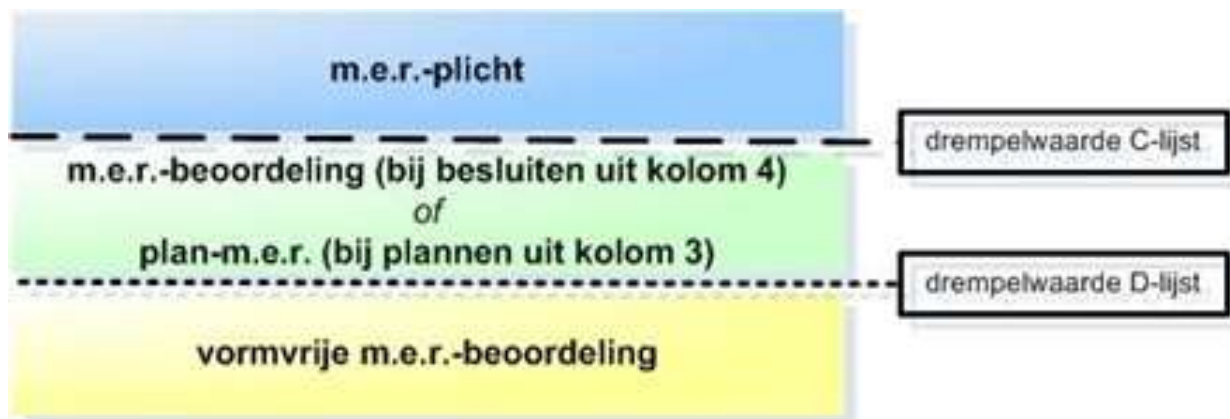 m.e.r.-plicht
drempelwaarde C-lijst
m.e.r.-beoordeling (bij besluiten uit kolom 4)
of
plan-m.e.r. (bij plannen uit kolom 3)
drempelwaarde D-lijst
vormvrije m.e.r.-beoordeling